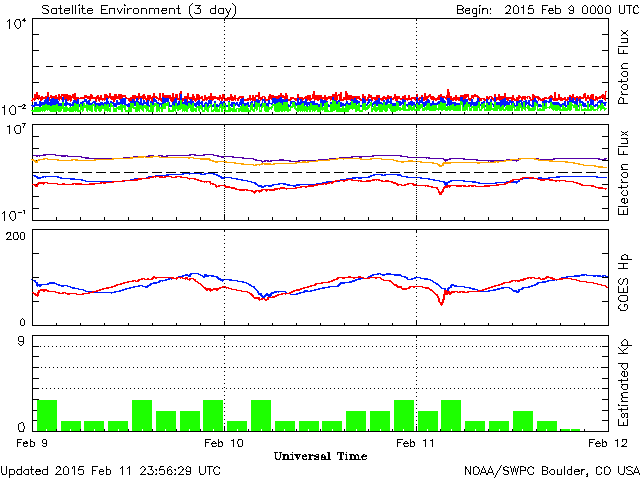 Satellite Environment (3 day) Begin: 2015 Feb 9 0000 UTC
10^4
Proton Flux
10^-2
10^7
Electron Flux
10^-1
200
GOES Hp
0
9
Estimated Kp
0
Feb 9 Feb 10 Feb 11 Feb 12
Universal Time
Updated 2015 Feb 11 23:56:29 UTC NOAA/SWPC Boulder, CO USA